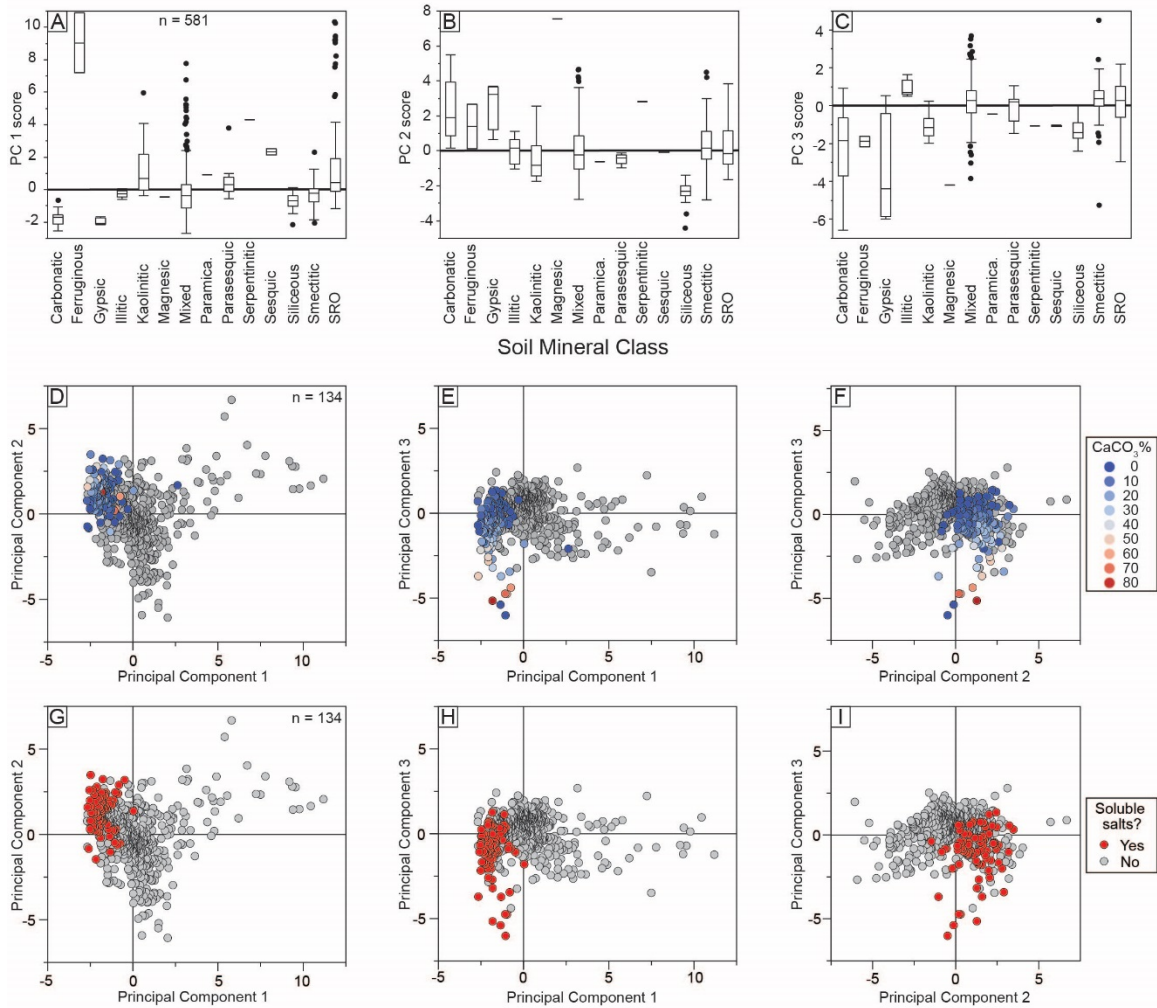 A
n = 581
PC 1 score
10
8
6
4
2
0
-2
Carbonatic
Ferruginous
Gypsic
Illitic
Kaolinitic
Magnesic
Mixed
Paramica.
Parasesquic
Serpentinitic
Sesquic
Siliceous
Smectitic
SRO
B
PC 2 score
8
6
4
2
0
-2
-4
Carbonatic
Ferruginous
Gypsic
Illitic
Kaolinitic
Magnesic
Mixed
Paramica.
Parasesquic
Serpentinitic
Sesquic
Siliceous
Smectitic
SRO
C
PC 3 score
6
4
2
0
-2
-4
-6
Carbonatic
Ferruginous
Gypsic
Illitic
Kaolinitic
Magnesic
Mixed
Paramica.
Parasesquic
Serpentinitic
Sesquic
Siliceous
Smectitic
SRO
Soil Mineral Class
D
n = 134
Principal Component 2
5
0
-5
-5
0
5
10
Principal Component 1
E
Principal Component 3
5
0
-5
-5
0
5
10
Principal Component 1
F
Principal Component 3
5
0
-5
-5
0
5
Principal Component 2
CaCO₃%
0
10
20
30
40
50
60
70
80
G
n = 134
Principal Component 2
5
0
-5
-5
0
5
10
Principal Component 1
H
Principal Component 3
5
0
-5
-5
0
5
10
Principal Component 1
I
Principal Component 3
5
0
-5
-5
0
5
Principal Component 2
Soluble
salts?
Yes
No